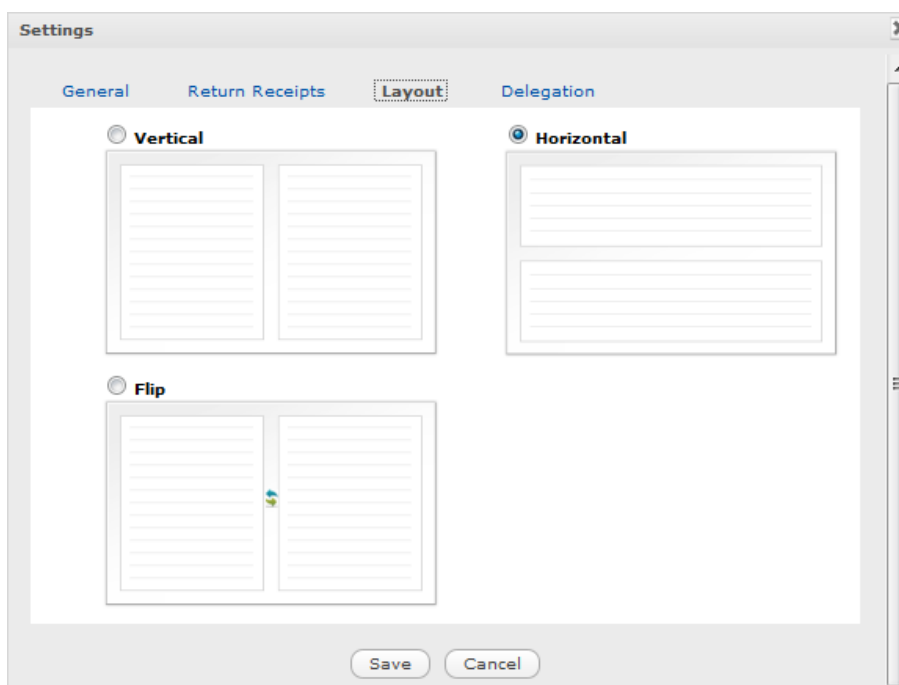 Settings
General Return Receipts Layout Delegation
Vertical Horizontal
Flip
Save Cancel